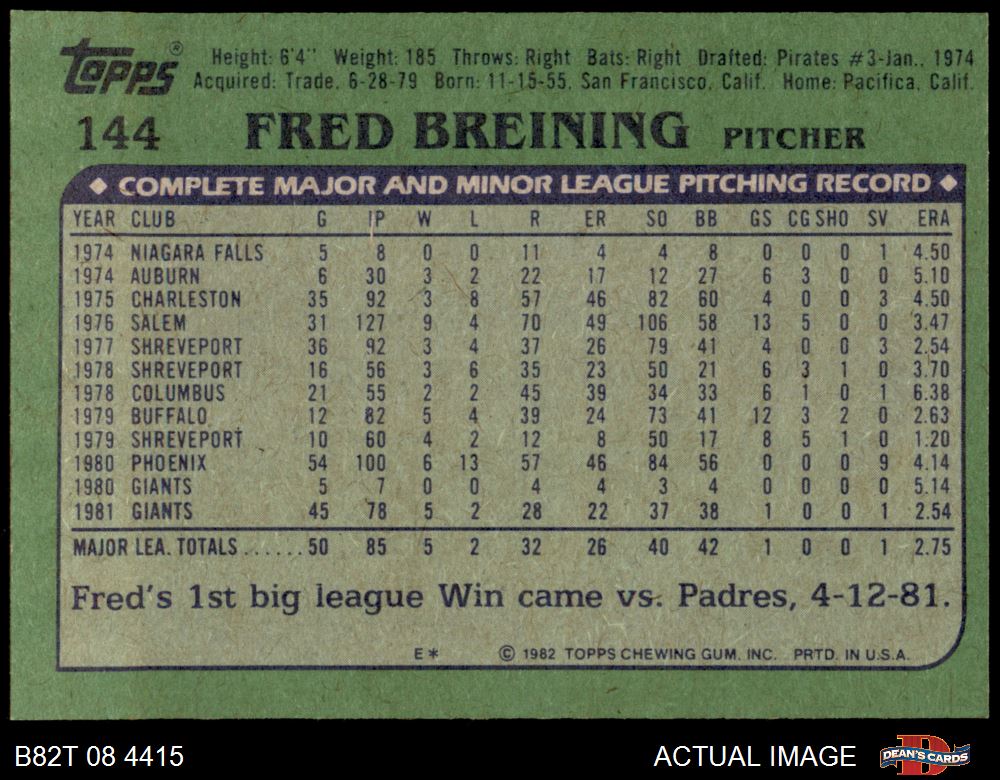 topps® Height: 6'4" Weight: 185 Throws: Right Bats: Right Drafted: Pirates #3-Jan., 1974
Acquired: Trade, 6-28-79 Born: 11-15-55, San Francisco, Calif. Home: Pacifica, Calif.
144 FRED BREINING PITCHER
◆ COMPLETE MAJOR AND MINOR LEAGUE PITCHING RECORD ◆
YEAR CLUB G IP W L R ER SO BB GS CG SHO SV ERA
1974 NIAGARA FALLS 5 8 0 0 11 4 4 8 0 0 0 1 4.50
1974 AUBURN 6 30 3 2 22 17 12 27 6 3 0 0 5.10
1975 CHARLESTON 35 92 3 8 57 46 82 60 4 0 0 3 4.50
1976 SALEM 31 127 9 4 70 49 106 58 13 5 0 0 3.47
1977 SHREVEPORT 36 92 3 4 37 26 79 41 4 0 0 3 2.54
1978 SHREVEPORT 16 56 3 6 35 23 50 21 6 3 1 0 3.70
1978 COLUMBUS 21 55 2 2 45 39 34 33 6 1 0 1 6.38
1979 BUFFALO 12 82 5 4 39 24 73 41 12 3 2 0 2.63
1979 SHREVEPORT 10 60 4 2 12 8 50 17 8 5 1 0 1.20
1980 PHOENIX 54 100 6 13 57 46 84 56 0 0 0 9 4.14
1980 GIANTS 5 7 0 0 4 4 3 4 0 0 0 0 5.14
1981 GIANTS 45 78 5 2 28 22 37 38 1 0 0 1 2.54
MAJOR LEA. TOTALS......50 85 5 2 32 26 40 42 1 0 0 1 2.75
Fred's 1st big league Win came vs. Padres, 4-12-81.
E* © 1982 TOPPS CHEWING GUM, INC. PRTD. IN U.S.A.
B82T 08 4415 ACTUAL IMAGE DEAN'S CARDS